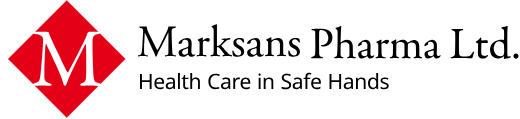 M
Marksans Pharma Ltd.
Health Care in Safe Hands